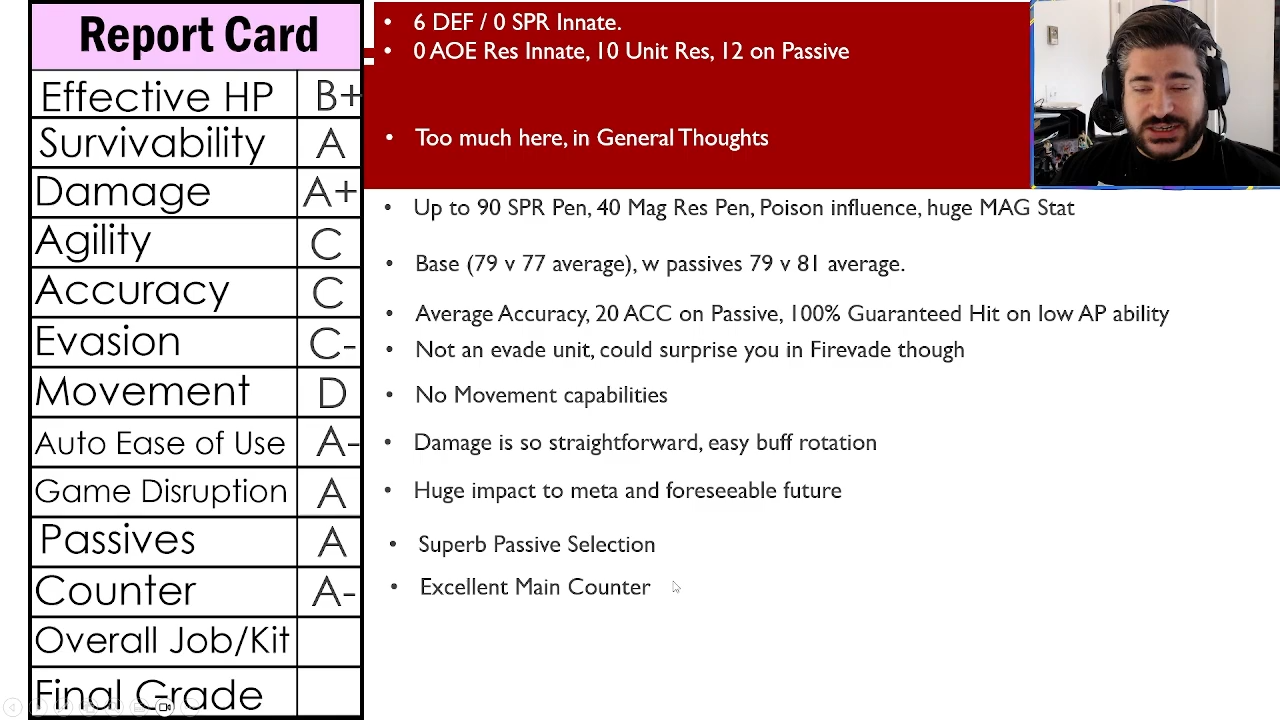 Report Card
• 6 DEF / 0 SPR Innate.
• 0 AOE Res Innate, 10 Unit Res, 12 on Passive
Effective HP B+
Survivability A
• Too much here, in General Thoughts
Damage A+
• Up to 90 SPR Pen, 40 Mag Res Pen, Poison influence, huge MAG Stat
Agility C
• Base (79 v 77 average), w passives 79 v 81 average.
Accuracy C
• Average Accuracy, 20 ACC on Passive, 100% Guaranteed Hit on low AP ability
Evasion C-
• Not an evade unit, could surprise you in Firevade though
Movement D
• No Movement capabilities
Auto Ease of Use A-
• Damage is so straightforward, easy buff rotation
Game Disruption A
• Huge impact to meta and foreseeable future
Passives A
• Superb Passive Selection
Counter A-
• Excellent Main Counter
Overall Job/Kit
Final Grade